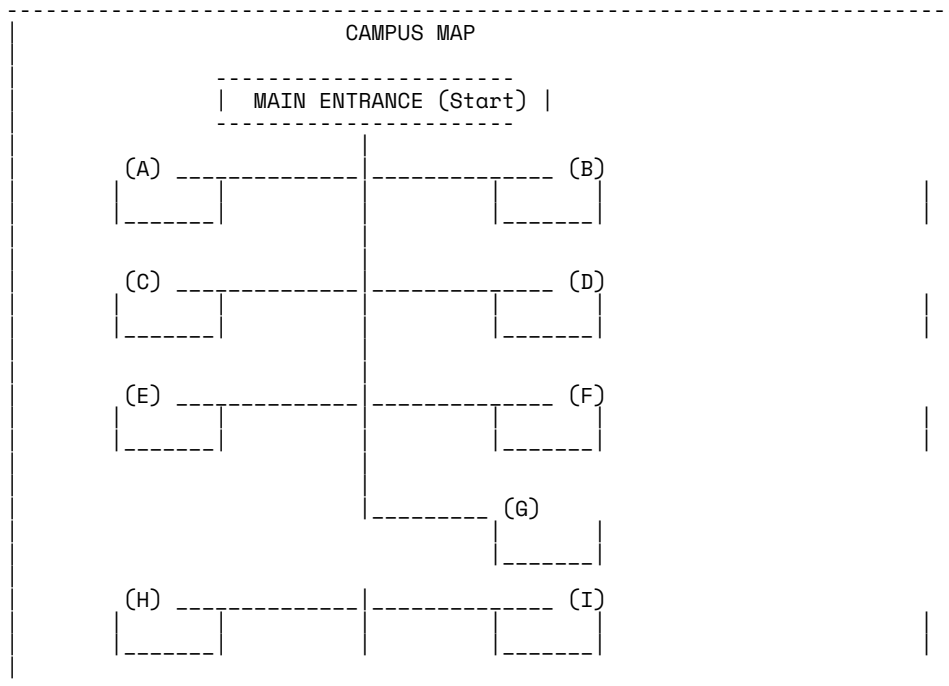 CAMPUS MAP
MAIN ENTRANCE (Start)
(A) (B)
(C) (D)
(E) (F)
(G)
(H) (I)